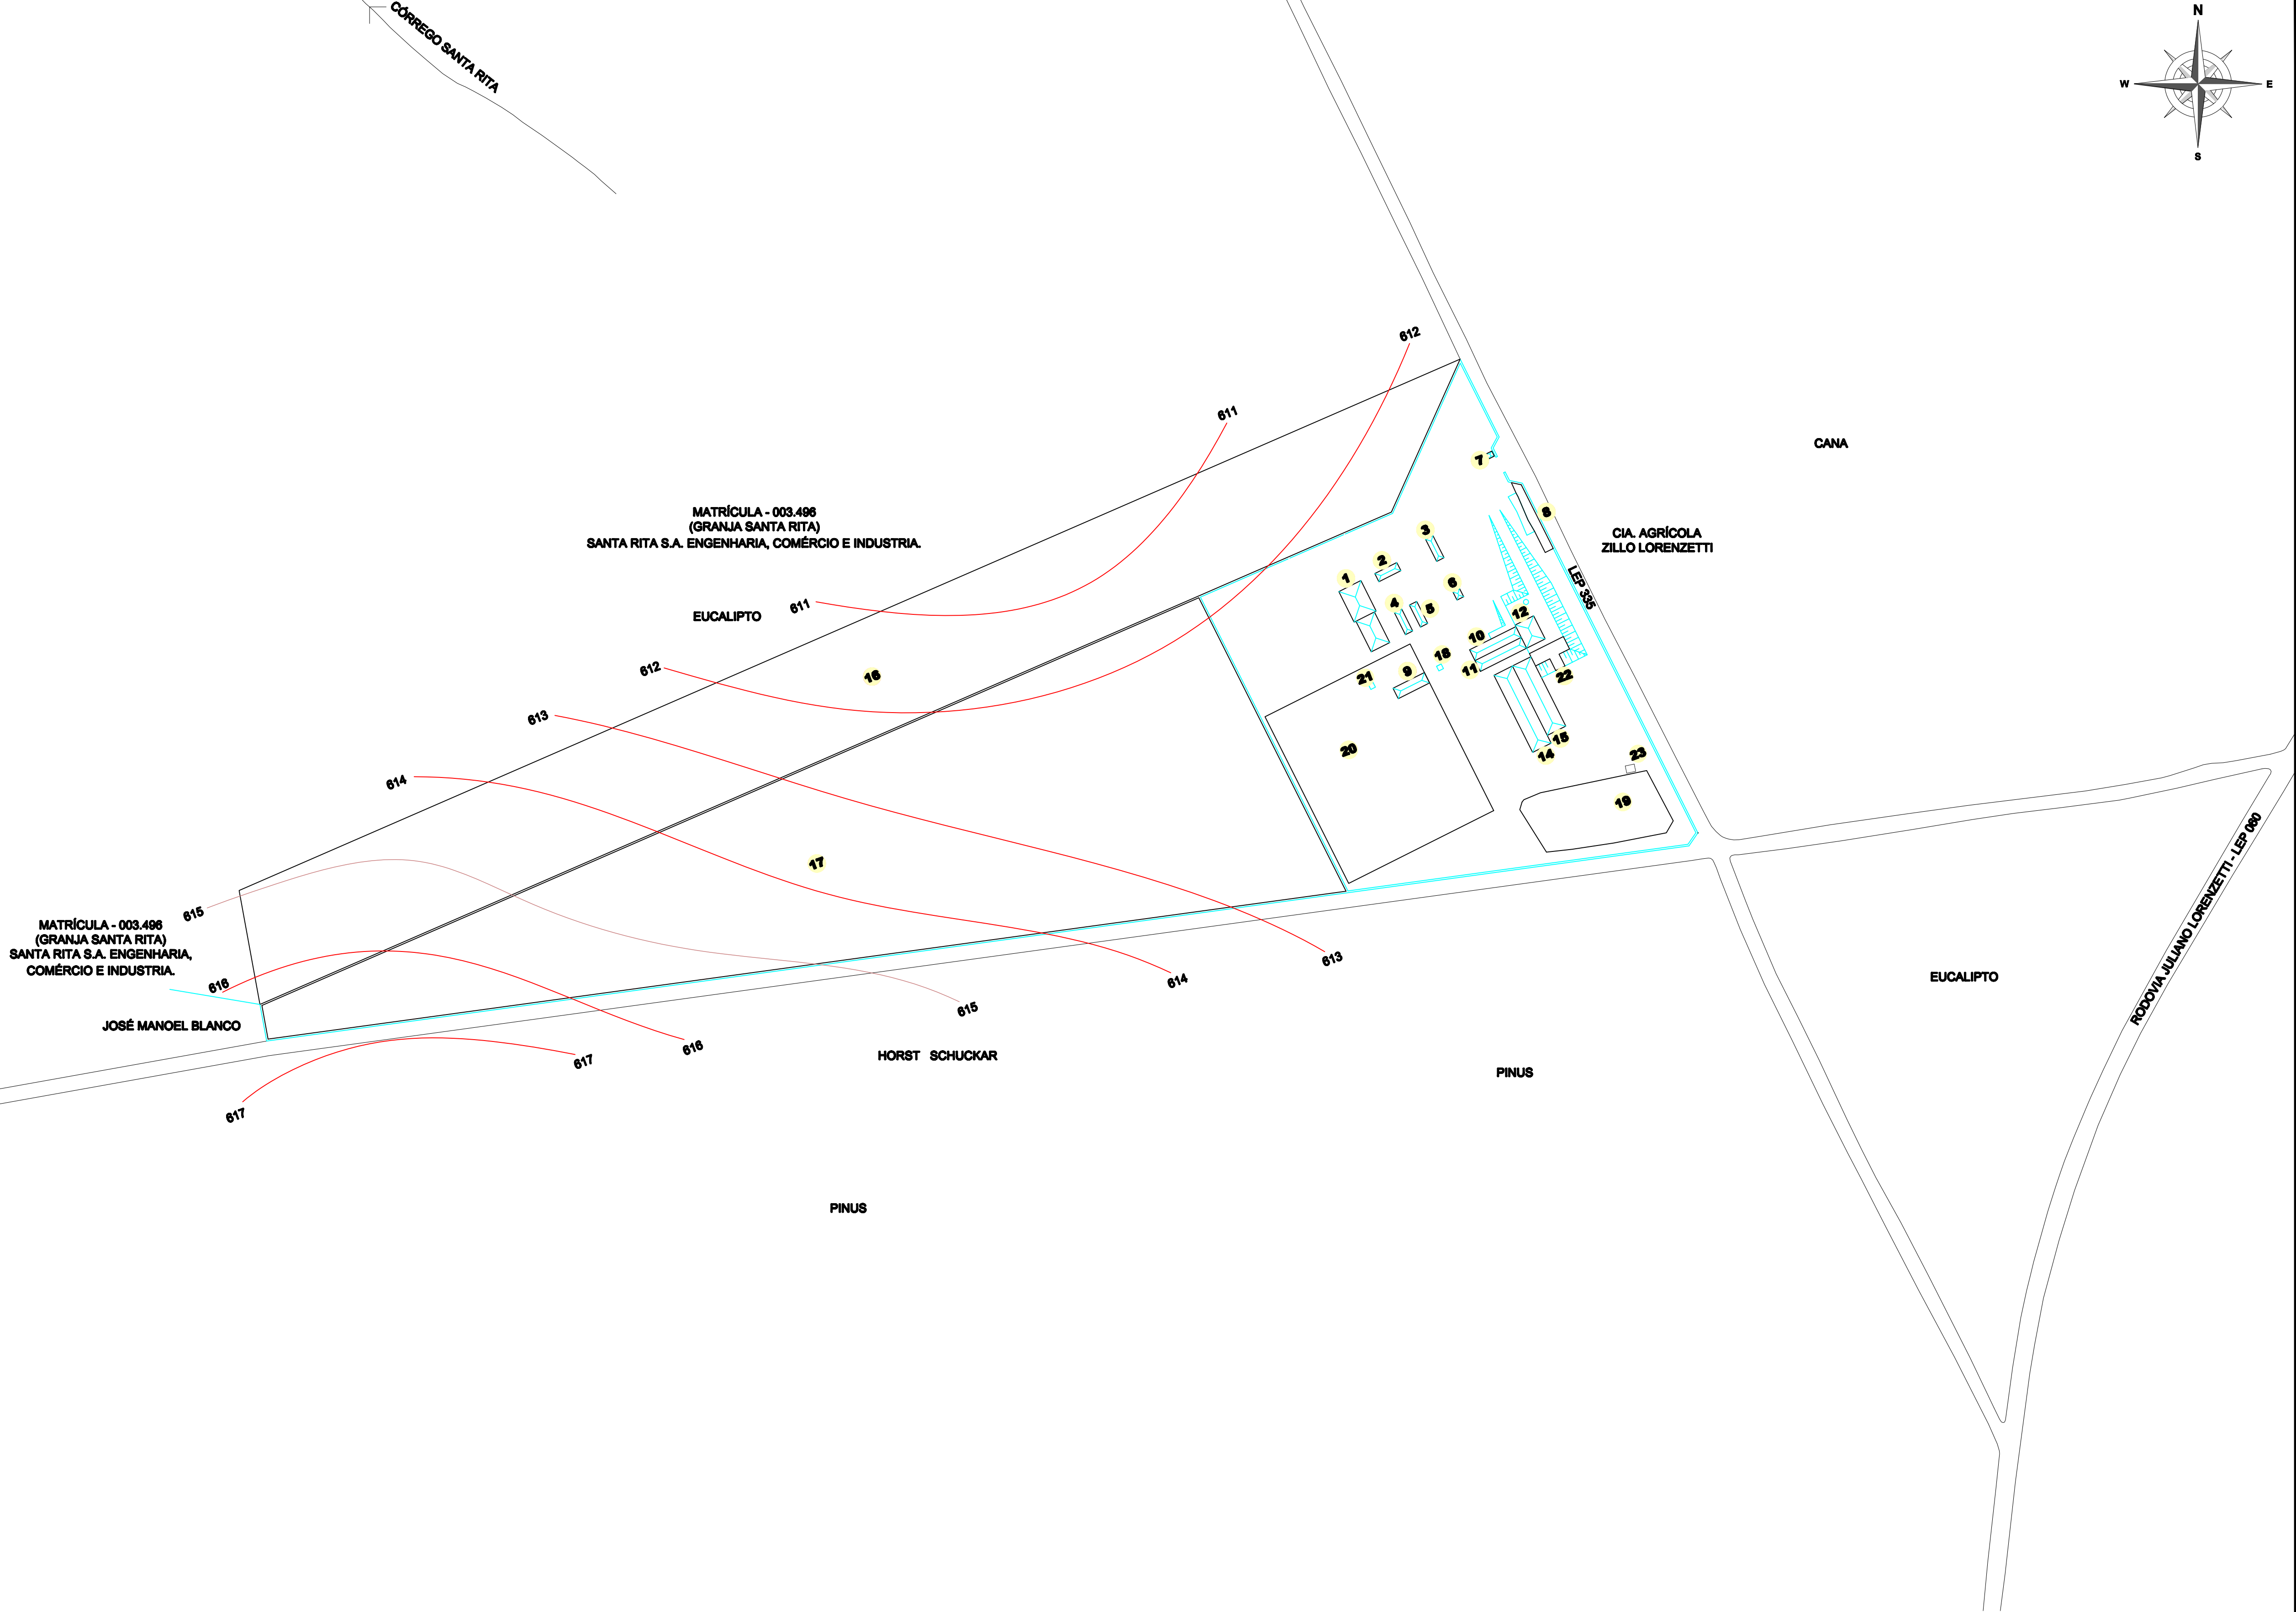 CÓRREGO SANTA RITA
N
W
E
S
612
611
CANA
MATRÍCULA - 003.496
(GRANJA SANTA RITA)
SANTA RITA S.A. ENGENHARIA, COMÉRCIO E INDUSTRIA.
7
8
CIA. AGRÍCOLA
ZILLO LORENZETTI
3
2
1
6
LEP 335
611
EUCALIPTO
4
5
12
10
18
11
612
16
21
9
22
613
20
15
14
23
614
19
17
RODOVIA JULIANO LORENZETTI - LEP 060
615
MATRÍCULA - 003.496
(GRANJA SANTA RITA)
SANTA RITA S.A. ENGENHARIA,
COMÉRCIO E INDUSTRIA.
613
EUCALIPTO
616
614
615
JOSÉ MANOEL BLANCO
616
HORST SCHUCKAR
617
PINUS
617
PINUS